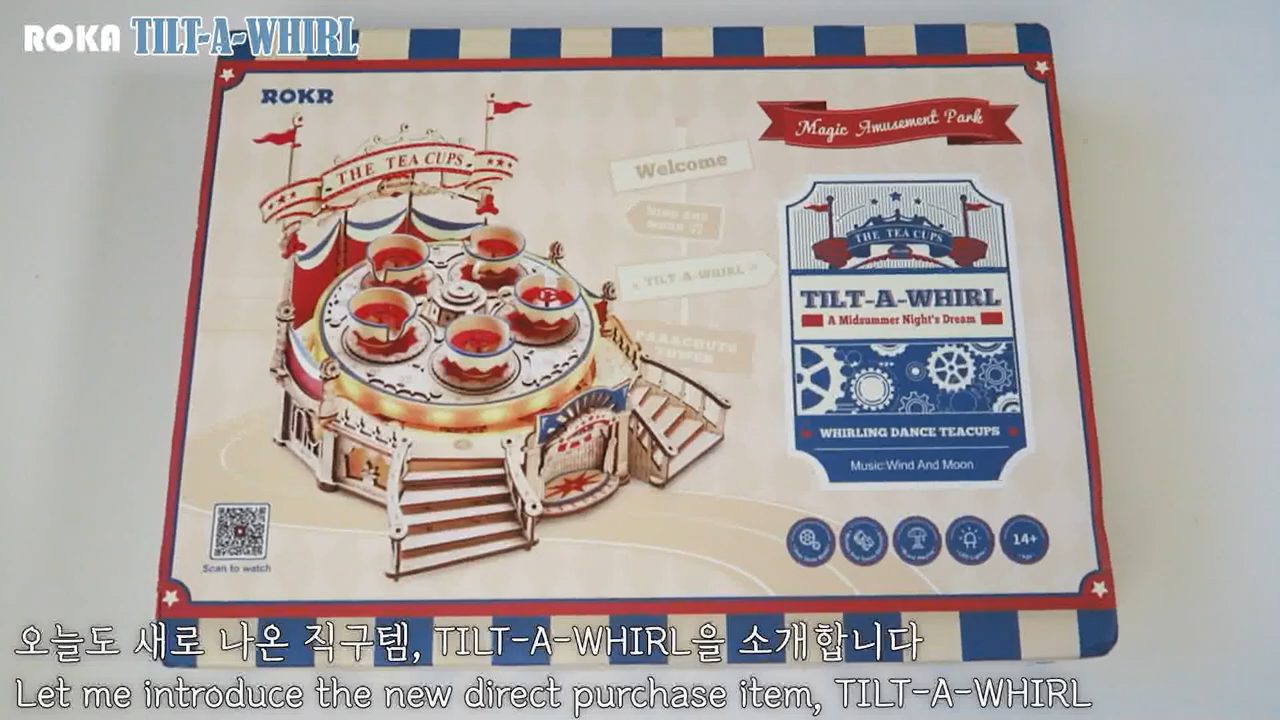 ROKA TILT-A-WHIRL
ROKR
THE TEA CUPS
Magic Amusement Park
Welcome
TILT-A-WHIRL
PARACHUTE
TOWER
THE TEA CUPS
TILT-A-WHIRL
A Midsummer Night's Dream
WHIRLING DANCE TEACUPS
Music:Wind And Moon
14+
Scan to watch
오늘도 새로 나온 직구템, TILT-A-WHIRL을 소개합니다
Let me introduce the new direct purchase item, TILT-A-WHIRL